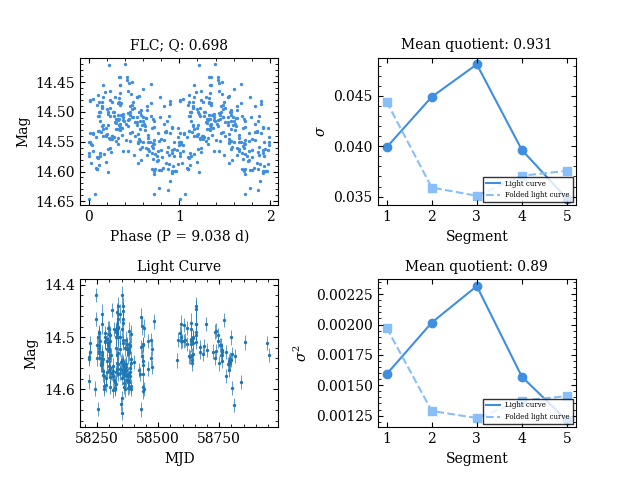 FLC; Q: 0.698
Mag
14.45
14.50
14.55
14.60
14.65
0
1
2
Phase (P = 9.038 d)
Mean quotient: 0.931
σ
0.045
0.040
0.035
Light curve
Folded light curve
1
2
3
4
5
Segment
Light Curve
Mag
14.4
14.5
14.6
58250
58500
58750
MJD
Mean quotient: 0.89
σ²
0.00225
0.00200
0.00175
0.00150
0.00125
Light curve
Folded light curve
1
2
3
4
5
Segment